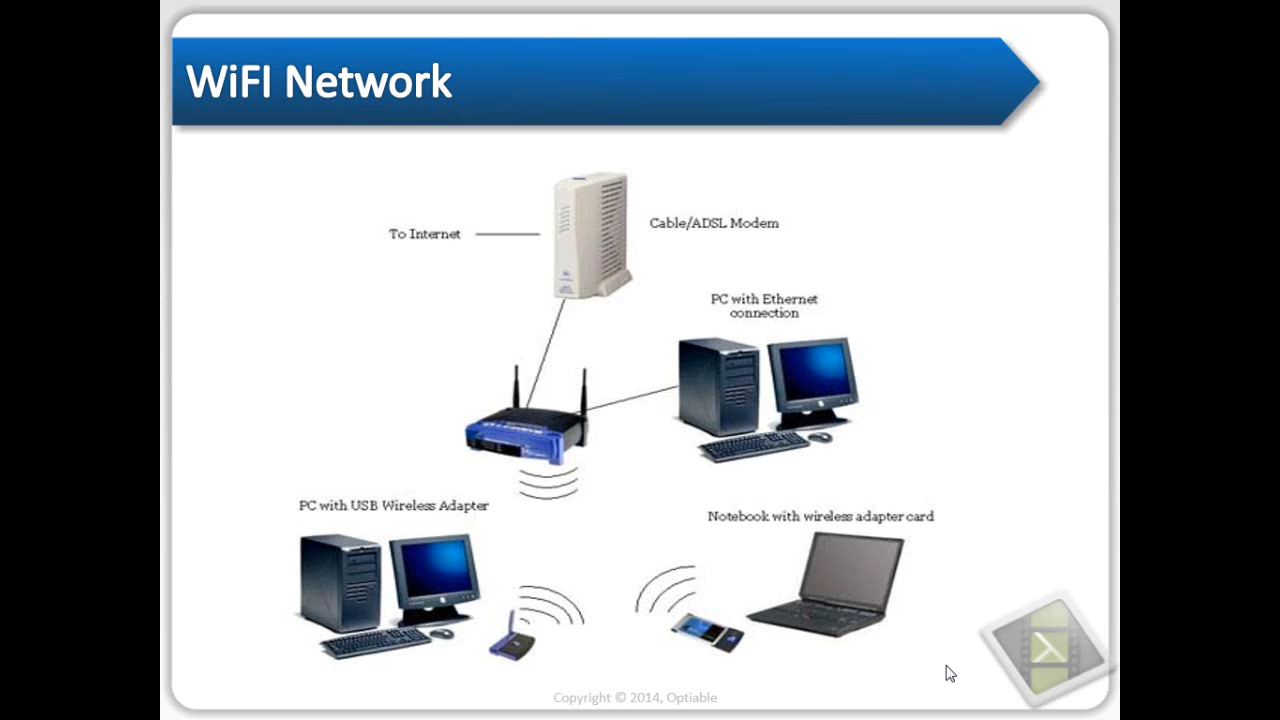 WiFI Network
To Internet
Cable/ADSL Modem
PC with Ethernet
connection
PC with USB Wireless Adapter
Notebook with wireless adapter card
Copyright © 2014, Optiable